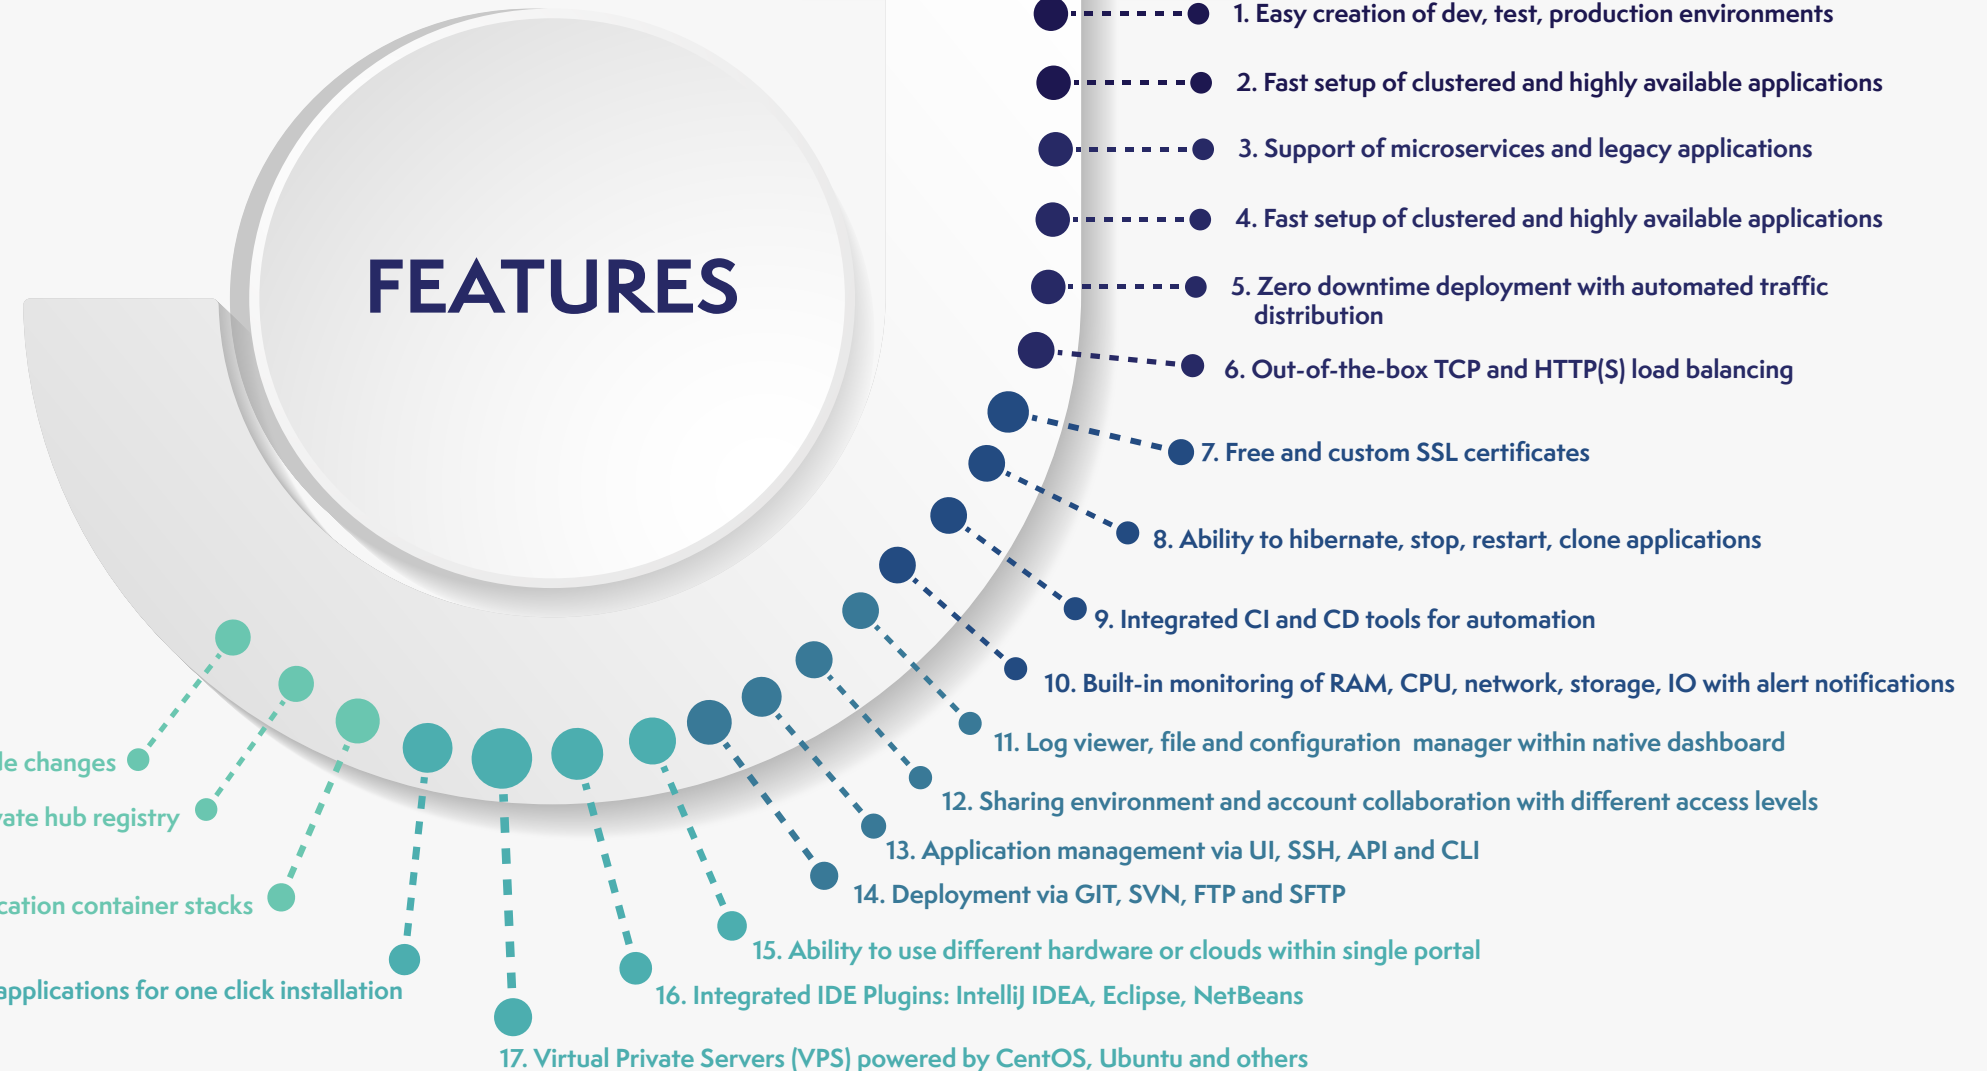 1. Easy creation of dev, test, production environments
2. Fast setup of clustered and highly available applications
3. Support of microservices and legacy applications
4. Fast setup of clustered and highly available applications
FEATURES
5. Zero downtime deployment with automated traffic
distribution
6. Out-of-the-box TCP and HTTP(S) load balancing
7. Free and custom SSL certificates
8. Ability to hibernate, stop, restart, clone applications
9. Integrated CI and CD tools for automation
10. Built-in monitoring of RAM, CPU, network, storage, IO with alert notifications
11. Log viewer, file and configuration  manager within native dashboard
12. Sharing environment and account collaboration with different access levels
13. Application management via UI, SSH, API and CLI
14. Deployment via GIT, SVN, FTP and SFTP
15. Ability to use different hardware or clouds within single portal
16. Integrated IDE Plugins: IntelliJ IDEA, Eclipse, NetBeans
17. Virtual Private Servers (VPS) powered by CentOS, Ubuntu and others
applications for one click installation
container stacks
hub registry
changes